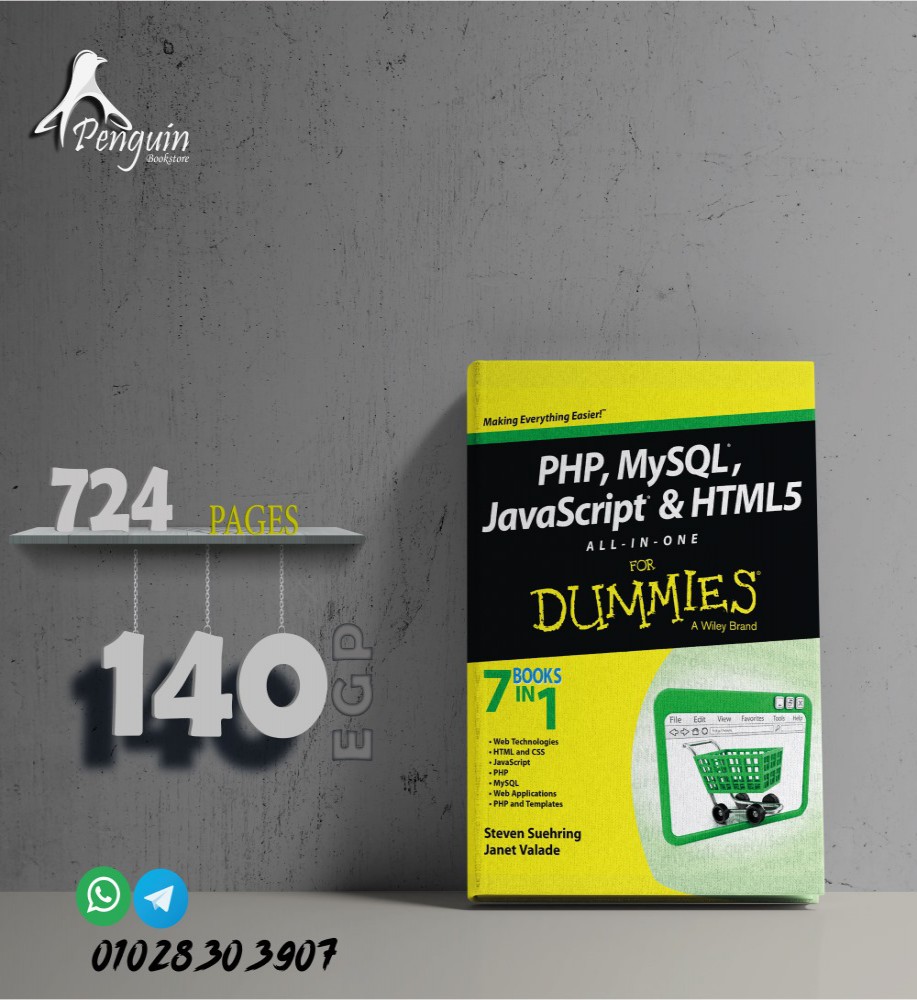 Penguin
Bookstore
724 PAGES
140 EGP
Making Everything Easier!™
PHP, MySQL®,
JavaScript® & HTML5
ALL-IN-ONE
FOR
DUMMIES®
A Wiley Brand
7 BOOKS
IN 1
• Web Technologies
• HTML and CSS
• JavaScript
• PHP
• MySQL
• Web Applications
• PHP and Templates
File Edit View Favorites Tools Help
Steven Suehring
Janet Valade
01028303907